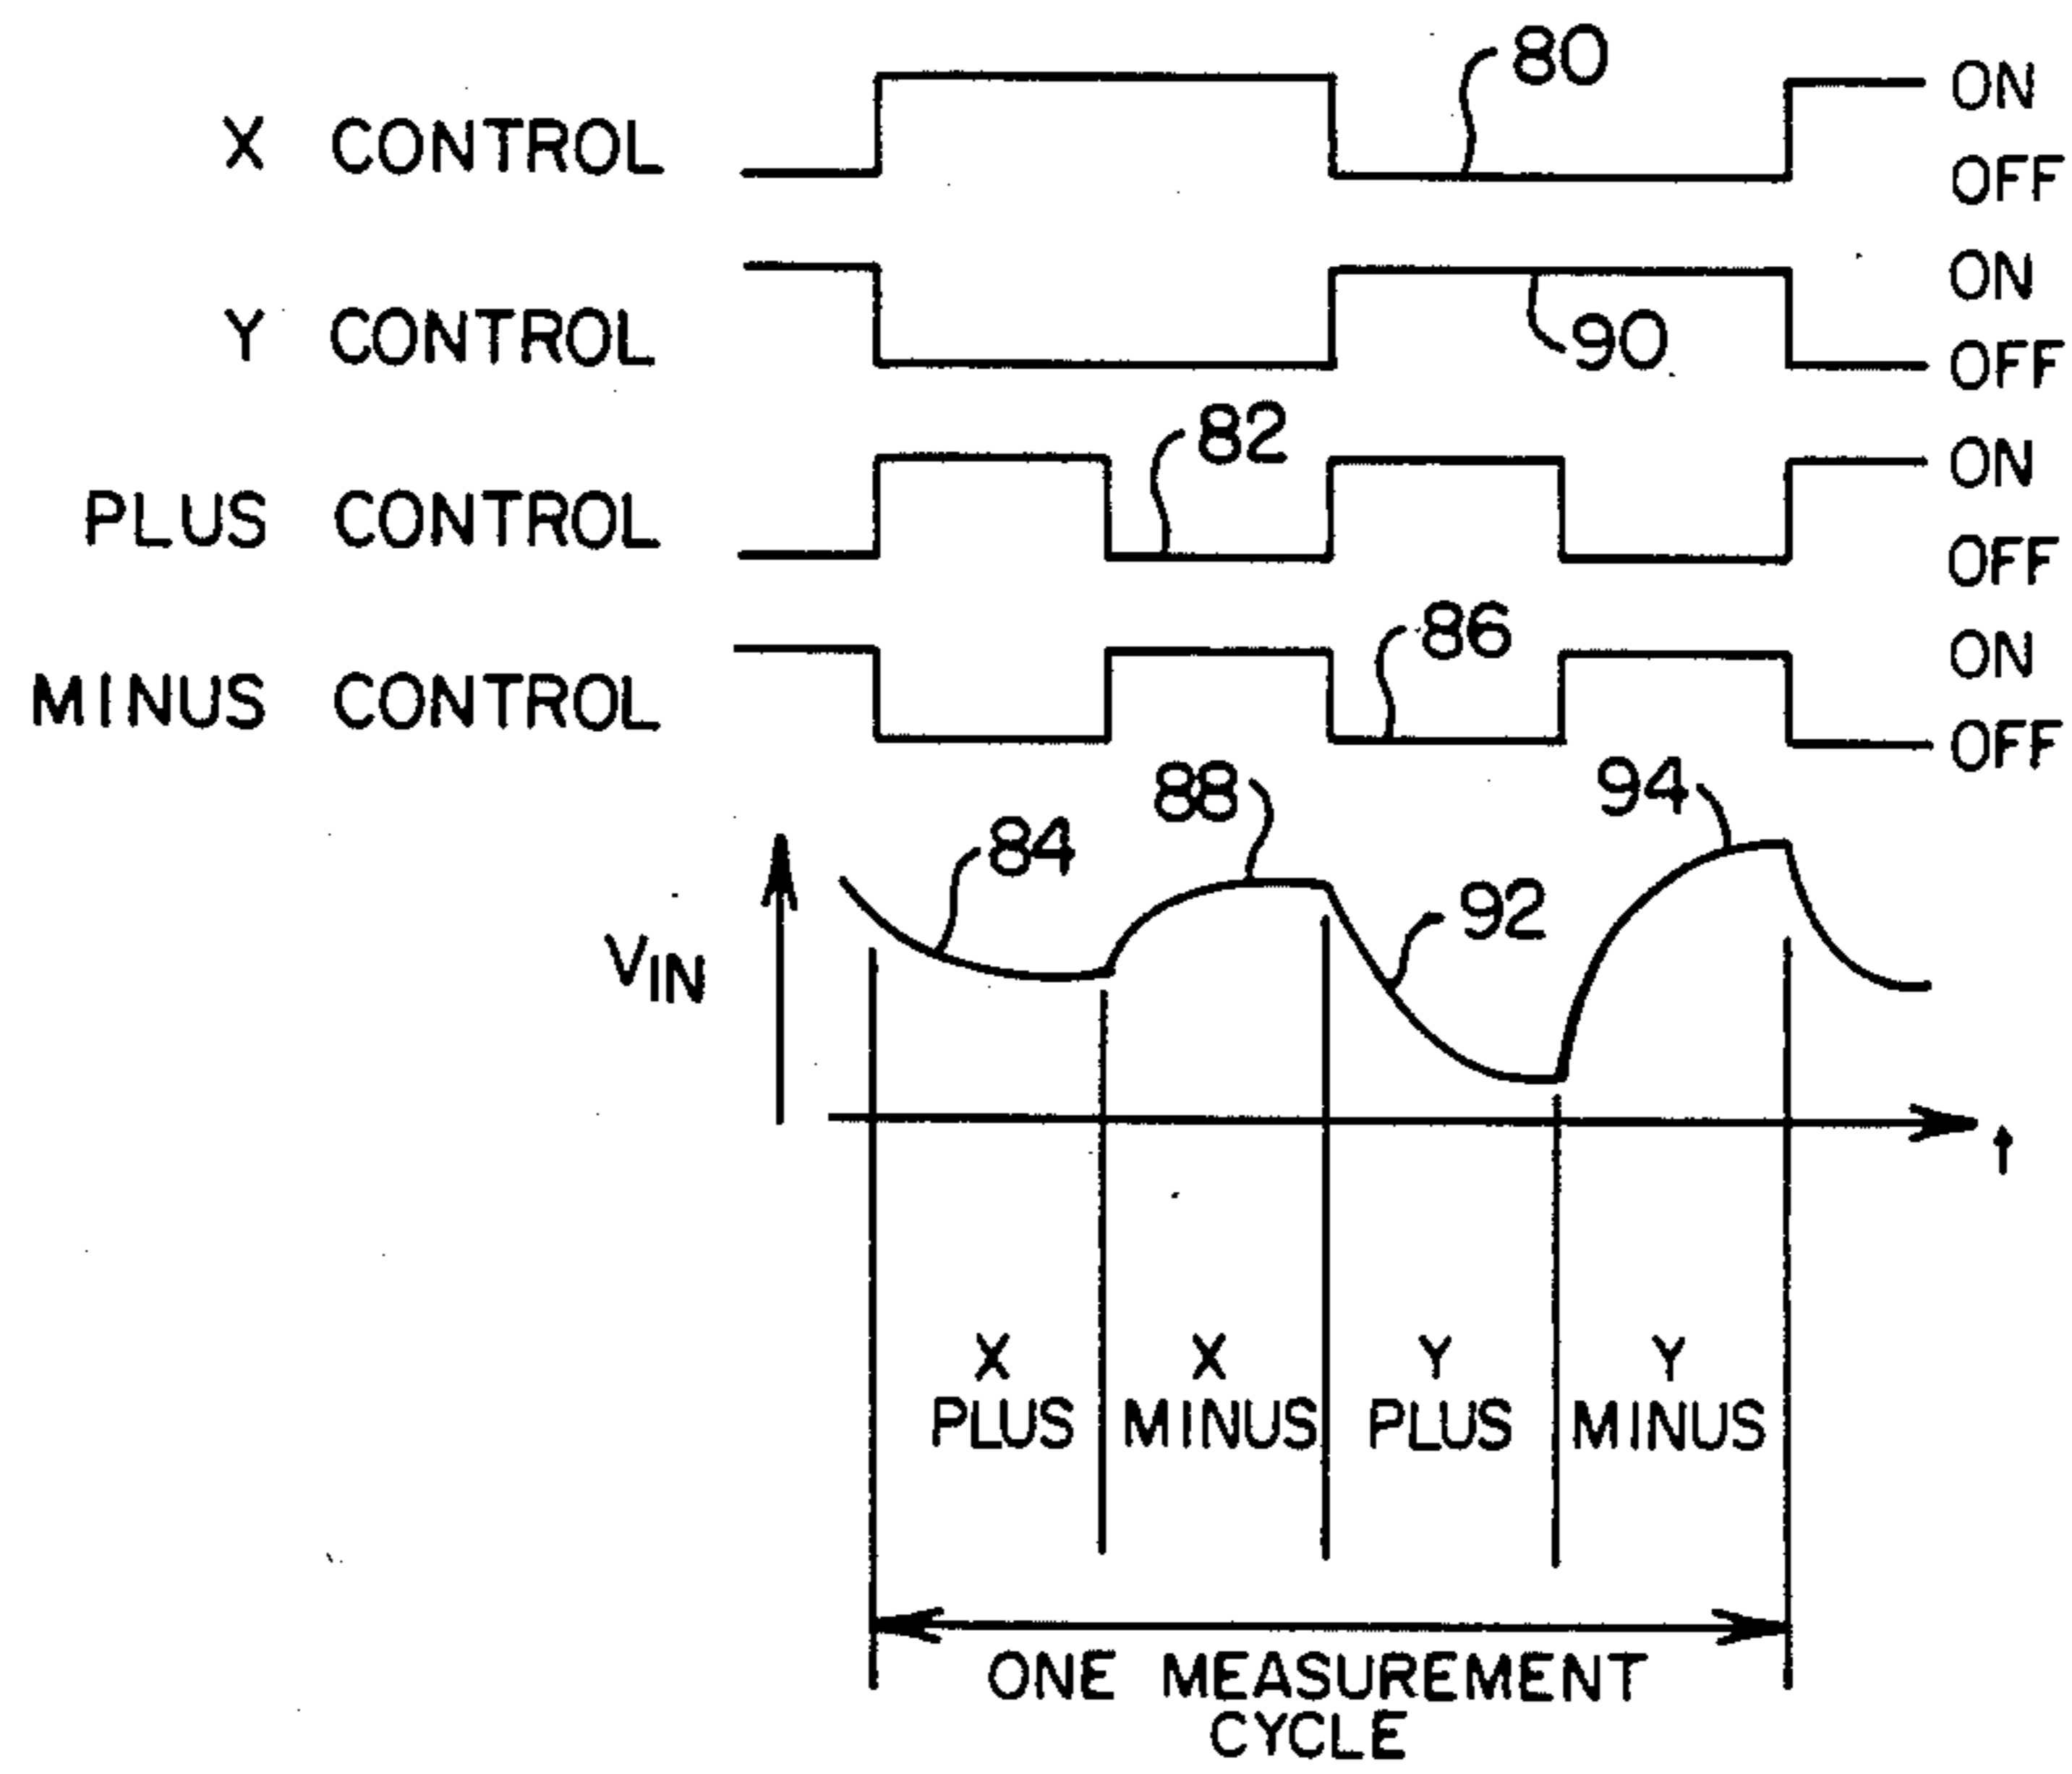 80
ON
X CONTROL
OFF
ON
Y CONTROL
90
OFF
82
ON
PLUS CONTROL
OFF
86
ON
MINUS CONTROL
OFF
88
94
84
92
VIN
t
X PLUS
X MINUS
Y PLUS
Y MINUS
ONE MEASUREMENT
CYCLE